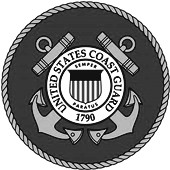 UNITED STATES COAST GUARD
SEMPER
PARATUS
1790